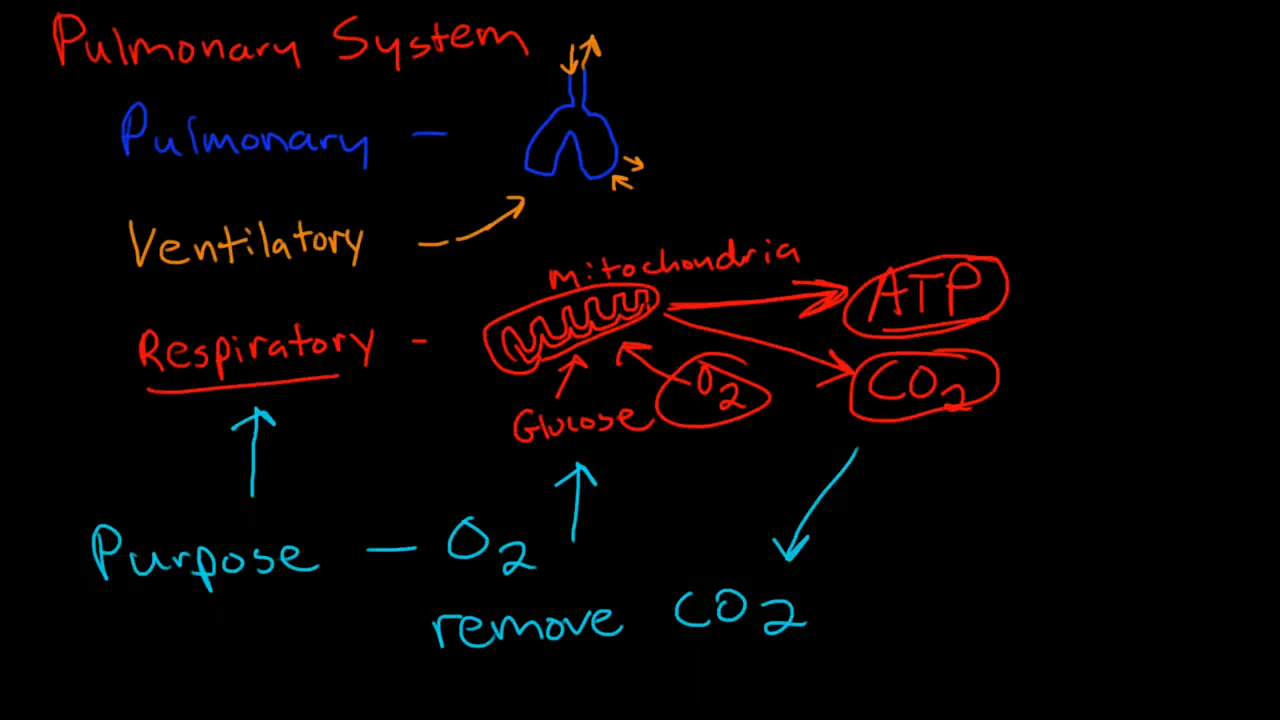 Pulmonary System
Pulmonary -
Ventilatory
mitochondria
ATP
Respiratory -
CO2
Glucose O2
Purpose - O2
remove CO2